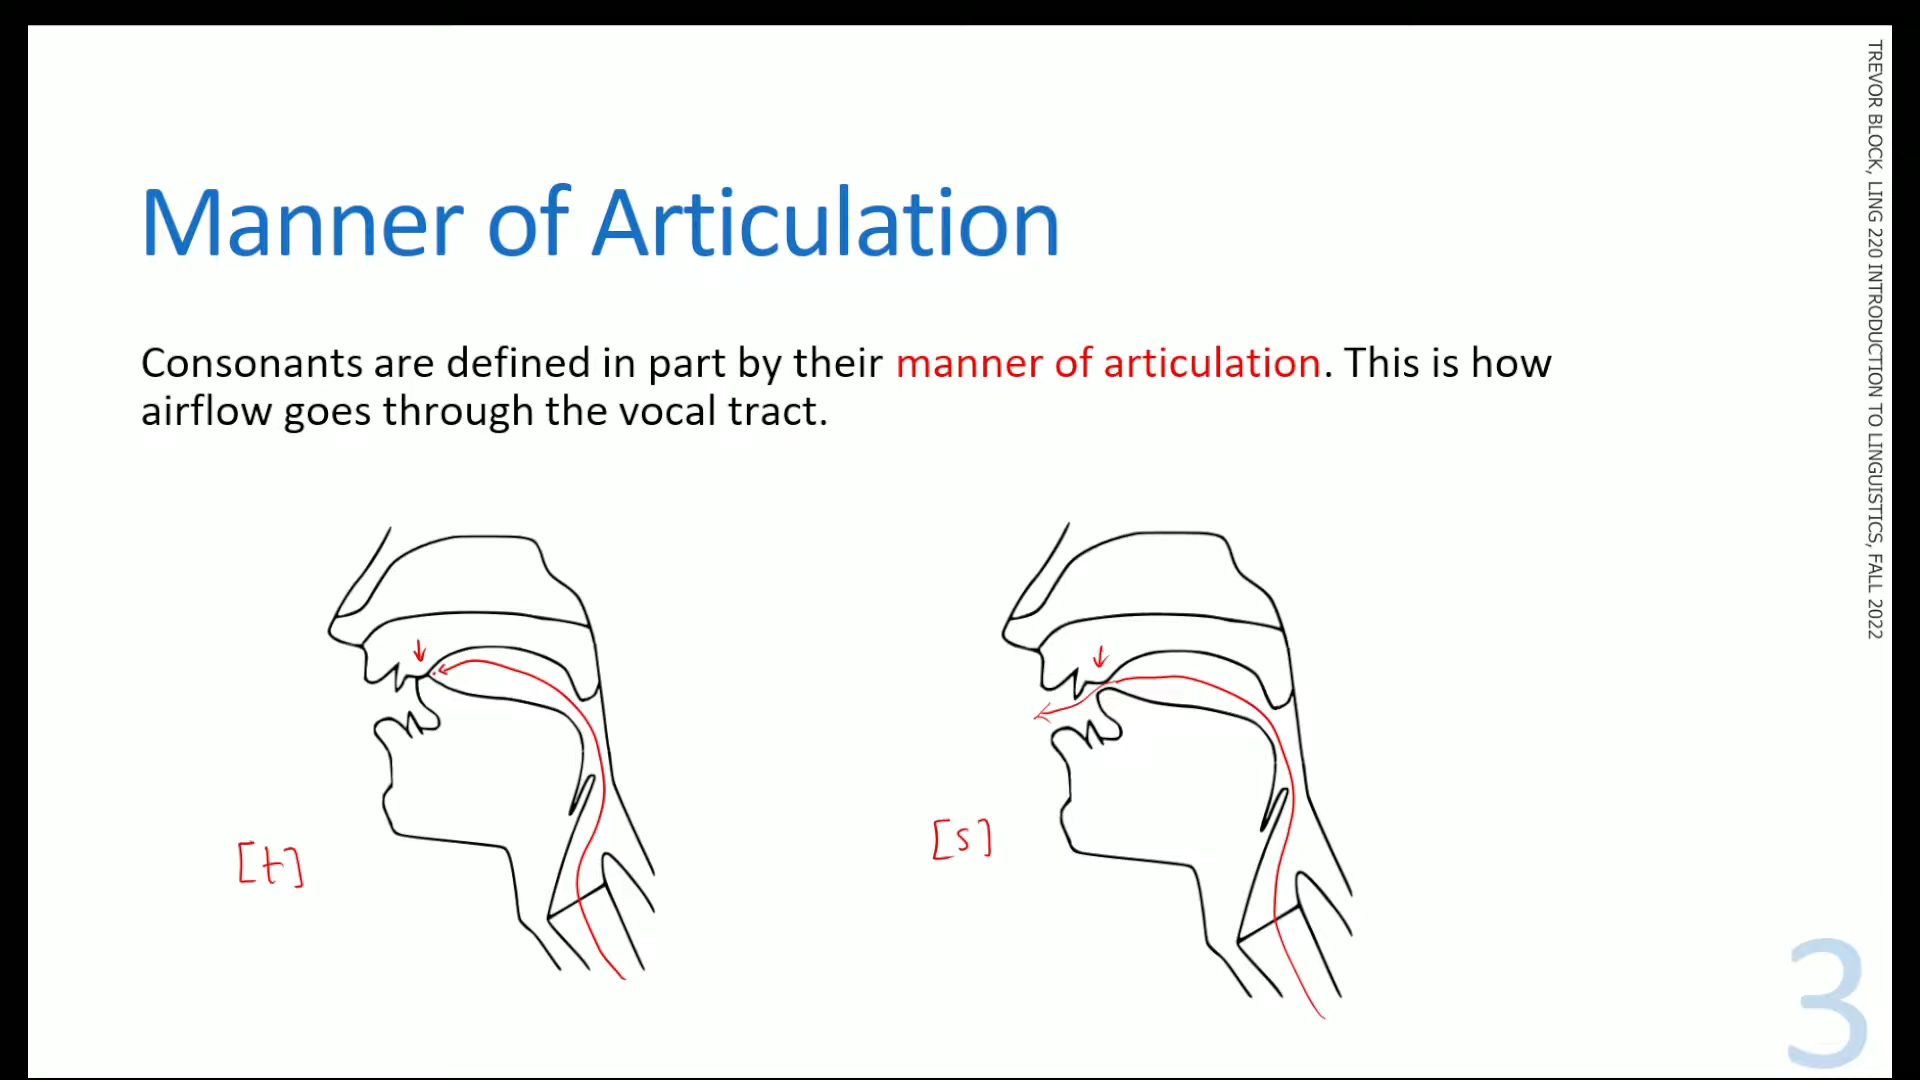 Manner of Articulation
Consonants are defined in part by their manner of articulation. This is how
airflow goes through the vocal tract.
[t]
[s]
TREVOR BLOCK, LING 220 INTRODUCTION TO LINGUISTICS, FALL 2022
3